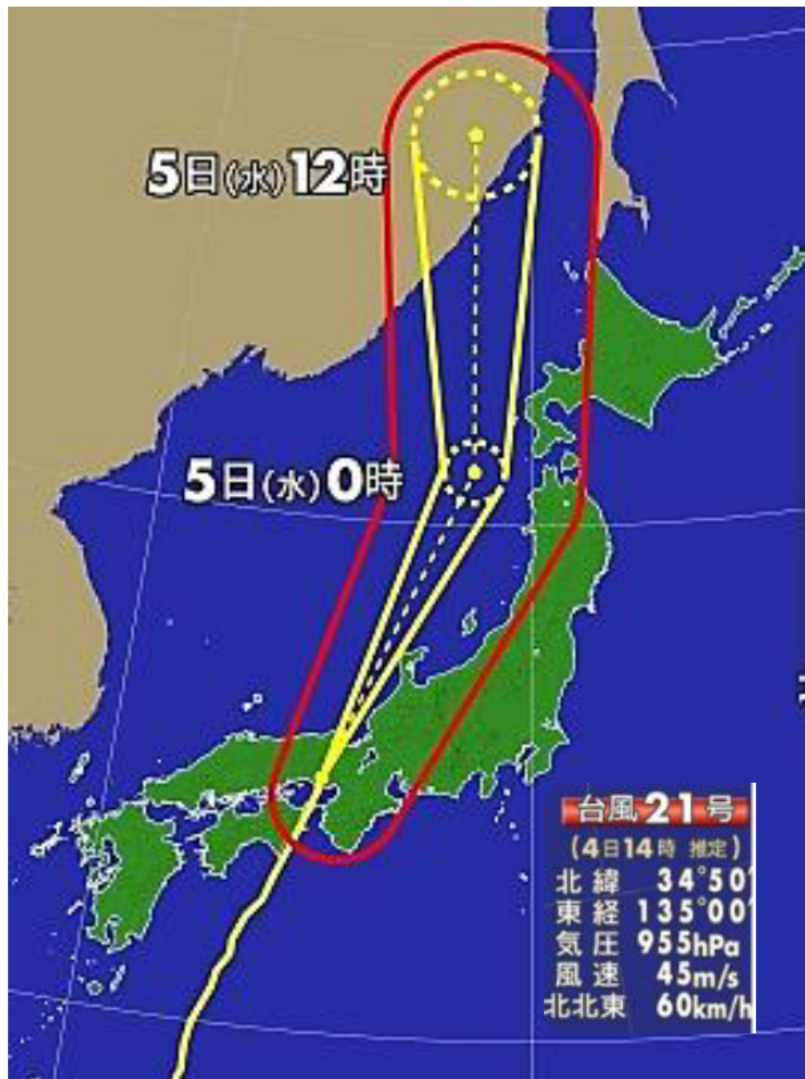 5日(水)12時
5日(水)0時
台風21号
(4日14時 推定)
北緯 34°50'
東経 135°00'
気圧 955hPa
風速 45m/s
北北東 60km/h